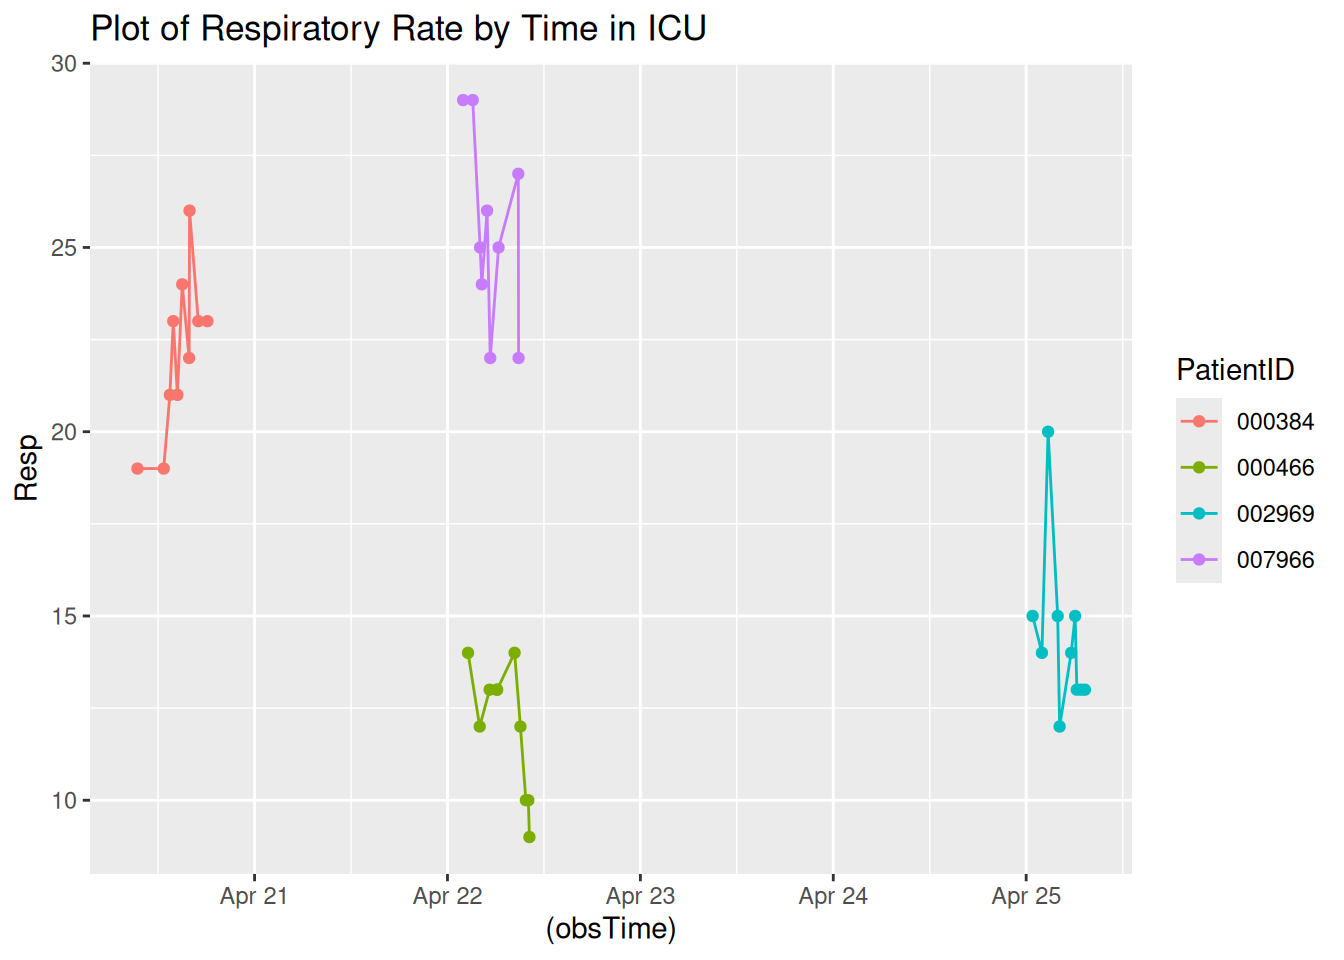 Plot of Respiratory Rate by Time in ICU
30
25
20
15
10
Resp
Apr 21 Apr 22 Apr 23 Apr 24 Apr 25
(obsTime)
PatientID
000384
000466
002969
007966